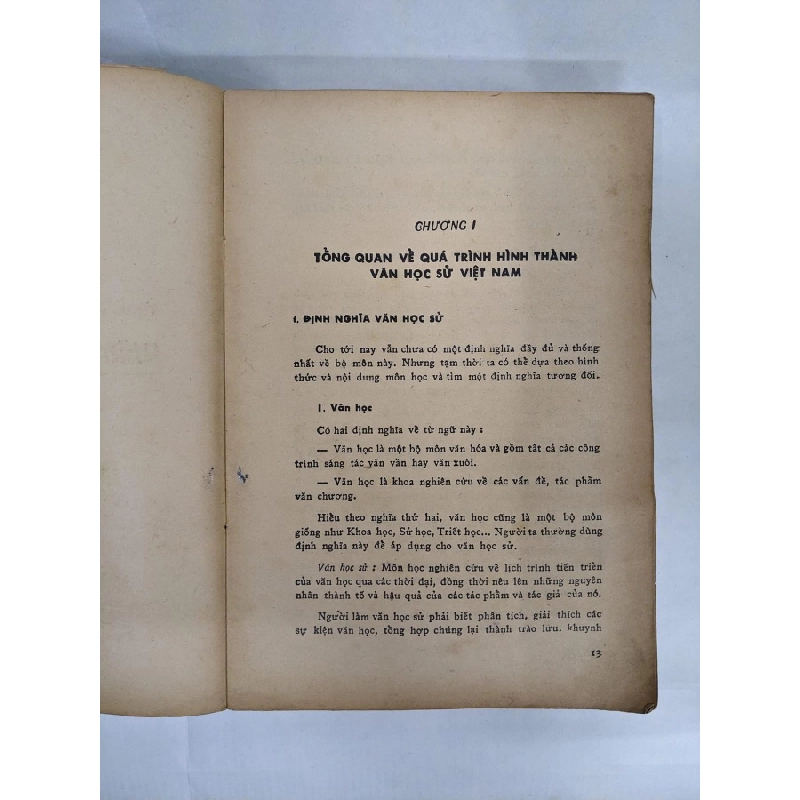 CHƯƠNG I
TỔNG QUAN VỀ QUÁ TRÌNH HÌNH THÀNH
VĂN HỌC SỬ VIỆT NAM
I. ĐỊNH NGHĨA VĂN HỌC SỬ
Cho tới nay vẫn chưa có một định nghĩa đầy đủ và thống
nhất về bộ môn này. Nhưng tạm thời ta có thể dựa theo hình
thức và nội dung môn học và tìm một định nghĩa tương đối.
1. Văn học
Có hai định nghĩa về từ ngữ này :
— Văn học là một bộ môn văn hóa và gồm tất cả các công
trình sáng tác văn vần hay văn xuôi.
— Văn học là khoa nghiên cứu về các vấn đề, tác phẩm
văn chương.
Hiểu theo nghĩa thứ hai, văn học cũng là một bộ môn
giống như Khoa học, Sử học, Triết học... Người ta thường dùng
định nghĩa này để áp dụng cho văn học sử.
Văn học sử : Môn học nghiên cứu về lịch trình tiến triển
của văn học qua các thời đại, đồng thời nêu lên những nguyên
nhân thành tố và hậu quả của các tác phẩm và tác giả của nó.
Người làm văn học sử phải biết phân tích, giải thích các
sự kiện văn học, tổng hợp chúng lại thành trào lưu, khuynh
13